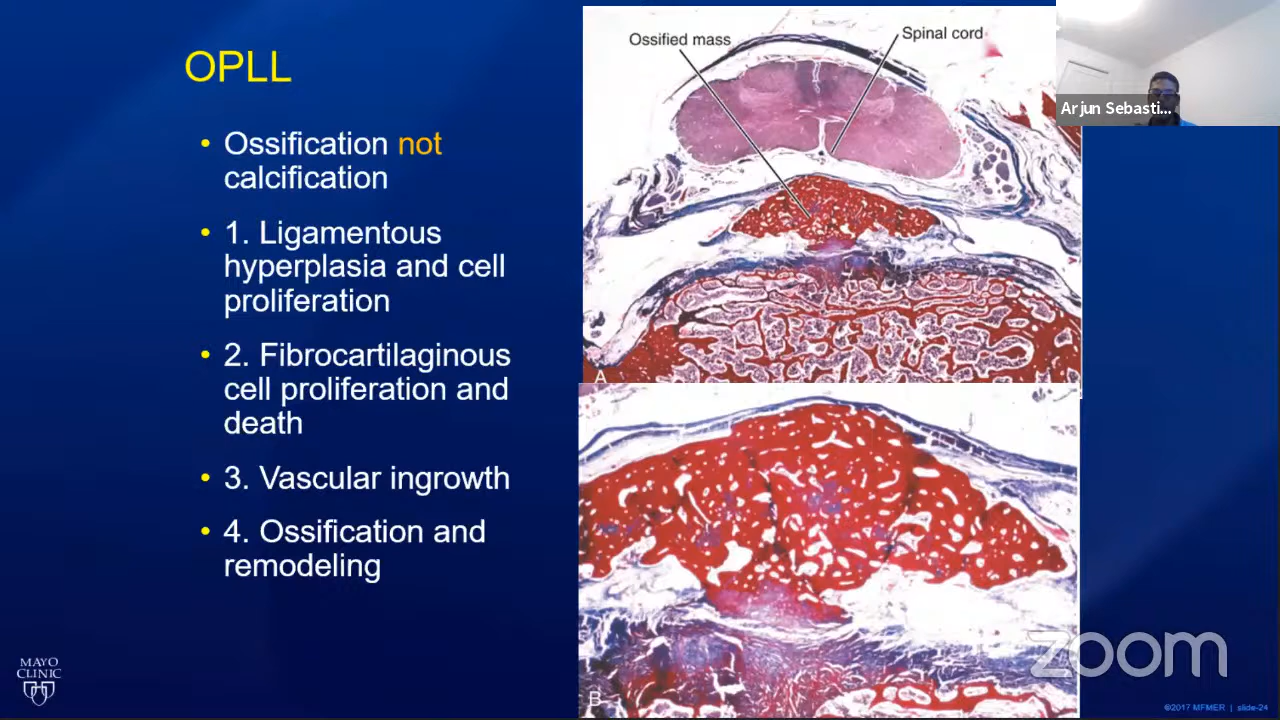 OPLL
• Ossification not
calcification
• 1. Ligamentous
hyperplasia and cell
proliferation
• 2. Fibrocartilaginous
cell proliferation and
death
• 3. Vascular ingrowth
• 4. Ossification and
remodeling
Ossified mass
Spinal cord
A
B
Arjun Sebasti...
MAYO
CLINIC
zoom
©2017 MFMER | slide-24